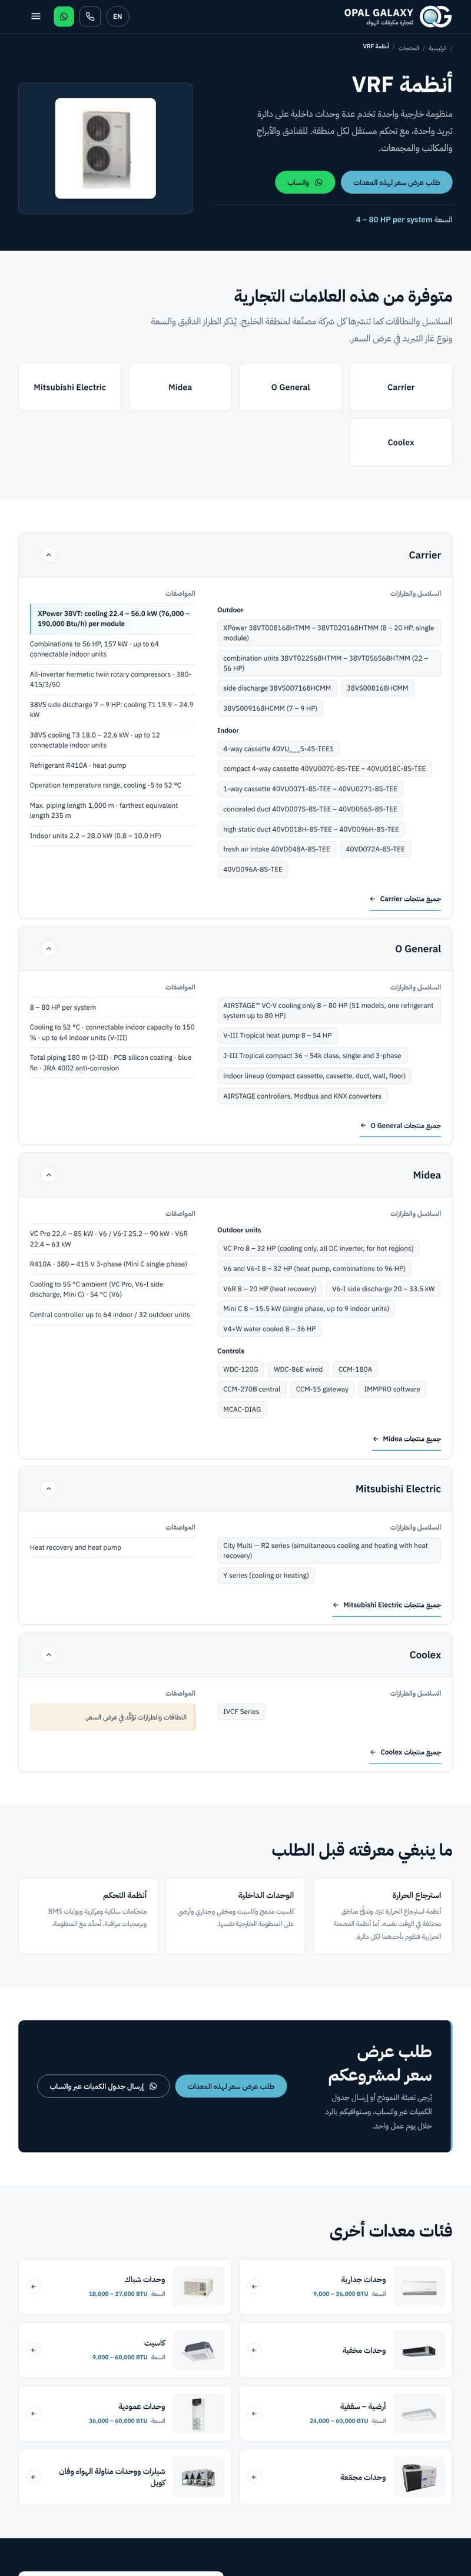 OPAL GALAXY
لتجارة مكيفات الهواء
EN
/ الرئيسية / المنتجات / أنظمة VRF
أنظمة VRF
منظومة خارجية واحدة تخدم عدة وحدات داخلية على دائرة
تبريد واحدة، مع تحكم مستقل لكل منطقة. للفنادق والأبراج
والمكاتب والمجمعات.
طلب عرض سعر لهذه المعدات
واتساب
السعة 4 – 80 HP per system
متوفرة من هذه العلامات التجارية
السلاسل والنطاقات كما تنشرها كل شركة مصنّعة لمنطقة الخليج. يُذكر الطراز الدقيق والسعة
ونوع غاز التبريد في عرض السعر.
Carrier
O General
Midea
Mitsubishi Electric
Coolex
Carrier
السلاسل والطرازات
Outdoor
XPower 38VT008168HTMM – 38VT020168HTMM (8 – 20 HP, single
module)
combination units 38VT022S68HTMM – 38VT056S68HTMM (22 –
56 HP)
side discharge 38VS007168HCMM
38VS008168HCMM
38VS009168HCMM (7 – 9 HP)
Indoor
4-way cassette 40VU___S-4S-TEE1
compact 4-way cassette 40VU007C-8S-TEE – 40VU018C-8S-TEE
1-way cassette 40VU0071-8S-TEE – 40VU0271-8S-TEE
concealed duct 40VD007S-8S-TEE – 40VD056S-8S-TEE
high static duct 40VD018H-8S-TEE – 40VD096H-8S-TEE
fresh air intake 40VD048A-8S-TEE
40VD072A-8S-TEE
40VD096A-8S-TEE
جميع منتجات Carrier
المواصفات
XPower 38VT: cooling 22.4 – 56.0 kW (76,000 –
190,000 Btu/h) per module
Combinations to 56 HP, 157 kW · up to 64
connectable indoor units
All-inverter hermetic twin rotary compressors · 380-
415/3/50
38VS side discharge 7 – 9 HP: cooling T1 19.9 – 24.9
kW
38VS cooling T3 18.0 – 22.6 kW · up to 12
connectable indoor units
Refrigerant R410A · heat pump
Operation temperature range, cooling -5 to 52 °C
Max. piping length 1,000 m · farthest equivalent
length 235 m
Indoor units 2.2 – 28.0 kW (0.8 – 10.0 HP)
O General
السلاسل والطرازات
AIRSTAGE™ VC-V cooling only 8 – 80 HP (51 models, one refrigerant
system up to 80 HP)
V-III Tropical heat pump 8 – 54 HP
J-III Tropical compact 36 – 54k class, single and 3-phase
indoor lineup (compact cassette, cassette, duct, wall, floor)
AIRSTAGE controllers, Modbus and KNX converters
جميع منتجات O General
المواصفات
8 – 80 HP per system
Cooling to 52 °C · connectable indoor capacity to 150
% · up to 64 indoor units (V-III)
Total piping 180 m (J-III) · PCB silicon coating · blue
fin · JRA 4002 anti-corrosion
Midea
السلاسل والطرازات
Outdoor units
VC Pro 8 – 32 HP (cooling only, all DC inverter, for hot regions)
V6 and V6-I 8 – 32 HP (heat pump, combinations to 96 HP)
V6R 8 – 20 HP (heat recovery)
V6-I side discharge 20 – 33.5 kW
Mini C 8 – 15.5 kW (single phase, up to 9 indoor units)
V4+W water cooled 8 – 36 HP
Controls
WDC-120G
WDC-86E wired
CCM-180A
CCM-270B central
CCM-15 gateway
IMMPRO software
MCAC-DIAG
جميع منتجات Midea
المواصفات
VC Pro 22.4 – 85 kW · V6 / V6-I 25.2 – 90 kW · V6R
22.4 – 63 kW
R410A · 380 – 415 V 3-phase (Mini C single phase)
Cooling to 55 °C ambient (VC Pro, V6-I side
discharge, Mini C) · 54 °C (V6)
Central controller up to 64 indoor / 32 outdoor units
Mitsubishi Electric
السلاسل والطرازات
City Multi — R2 series (simultaneous cooling and heating with heat
recovery)
Y series (cooling or heating)
جميع منتجات Mitsubishi Electric
المواصفات
Heat recovery and heat pump
Coolex
السلاسل والطرازات
IVCF Series
جميع منتجات Coolex
المواصفات
النطاقات والطرازات تؤكَّد في عرض السعر.
ما ينبغي معرفته قبل الطلب
استرجاع الحرارة
أنظمة استرجاع الحرارة تبرّد وتدفّئ مناطق
مختلفة في الوقت نفسه، أما أنظمة المضخة
الحرارية فتقوم بأحدهما لكل دائرة.
الوحدات الداخلية
كاسيت مدمج وكاسيت ومخفي وجداري وأرضي
على المنظومة الخارجية نفسها.
أنظمة التحكم
متحكمات سلكية ومركزية وبوابات BMS
وبرمجيات مراقبة، تُحدَّد مع المنظومة.
طلب عرض
سعر لمشروعكم
يُرجى تعبئة النموذج أو إرسال جدول
الكميات عبر واتساب، وسنوافيكم بالرد
خلال يوم عمل واحد.
طلب عرض سعر لهذه المعدات
إرسال جدول الكميات عبر واتساب
فئات معدات أخرى
وحدات جدارية
السعة 9,000 – 36,000 BTU
وحدات شباك
السعة 18,000 – 27,000 BTU
وحدات مخفية
كاسيت
السعة 9,000 – 60,000 BTU
أرضية – سقفية
السعة 24,000 – 60,000 BTU
وحدات عمودية
السعة 36,000 – 60,000 BTU
وحدات مجمّعة
شيلرات ووحدات مناولة الهواء وفان
كويل